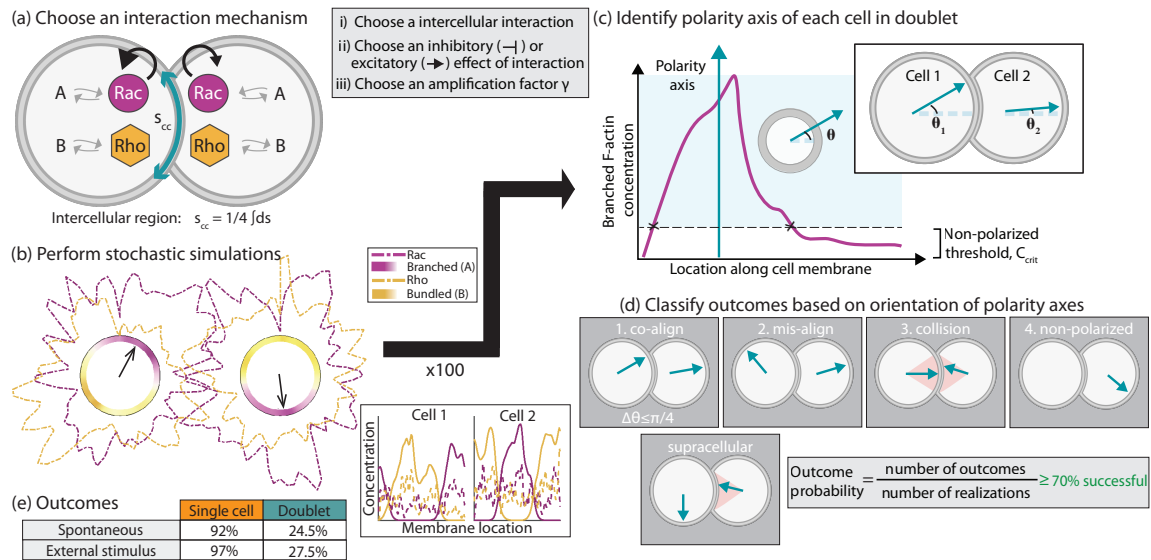 (a) Choose an interaction mechanism
A
Rac
Rac
A
s_cc
B
Rho
Rho
B
Intercellular region: s_cc = 1/4 ∫ds
i) Choose a intercellular interaction
ii) Choose an inhibitory (⊣) or
excitatory (→) effect of interaction
iii) Choose an amplification factor γ
(b) Perform stochastic simulations
Rac
Branched (A)
Rho
Bundled (B)
x100
Cell 1
Cell 2
Concentration
Membrane location
(c) Identify polarity axis of each cell in doublet
Polarity
axis
Branched F-actin
concentration
θ
Cell 1
Cell 2
θ1
θ2
Non-polarized
threshold, C_crit
Location along cell membrane
(d) Classify outcomes based on orientation of polarity axes
1. co-align
2. mis-align
3. collision
4. non-polarized
Δθ≤π/4
supracellular
Outcome
probability
=
number of outcomes
number of realizations
≥ 70% successful
(e) Outcomes
Single cell
Doublet
Spontaneous
92%
24.5%
External stimulus
97%
27.5%